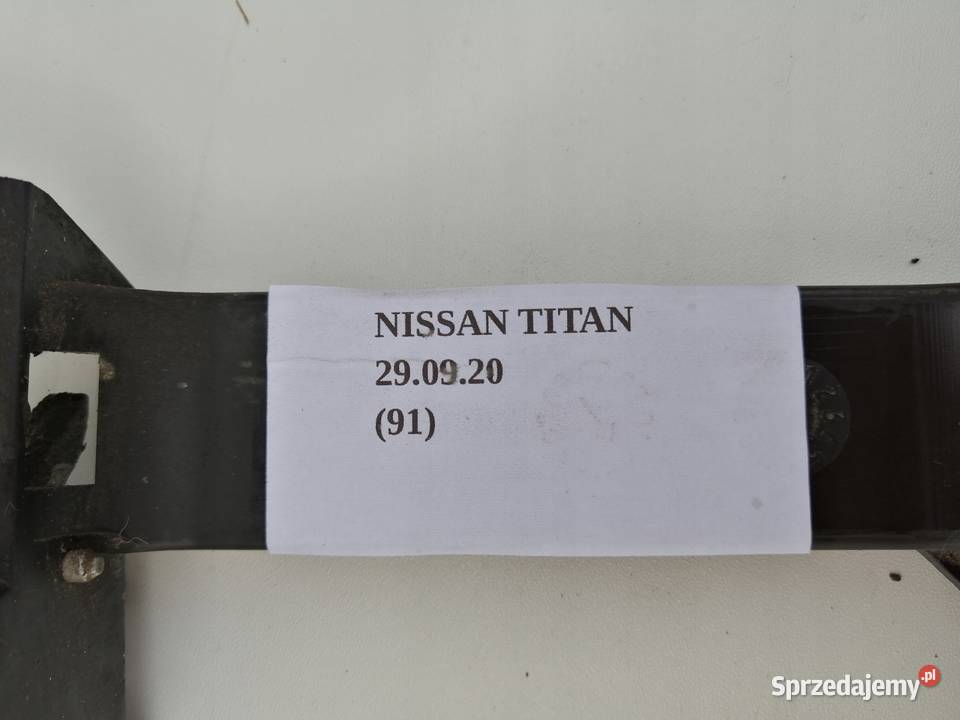 NISSAN TITAN
29.09.20
(91)
Sprzedajemy.pl